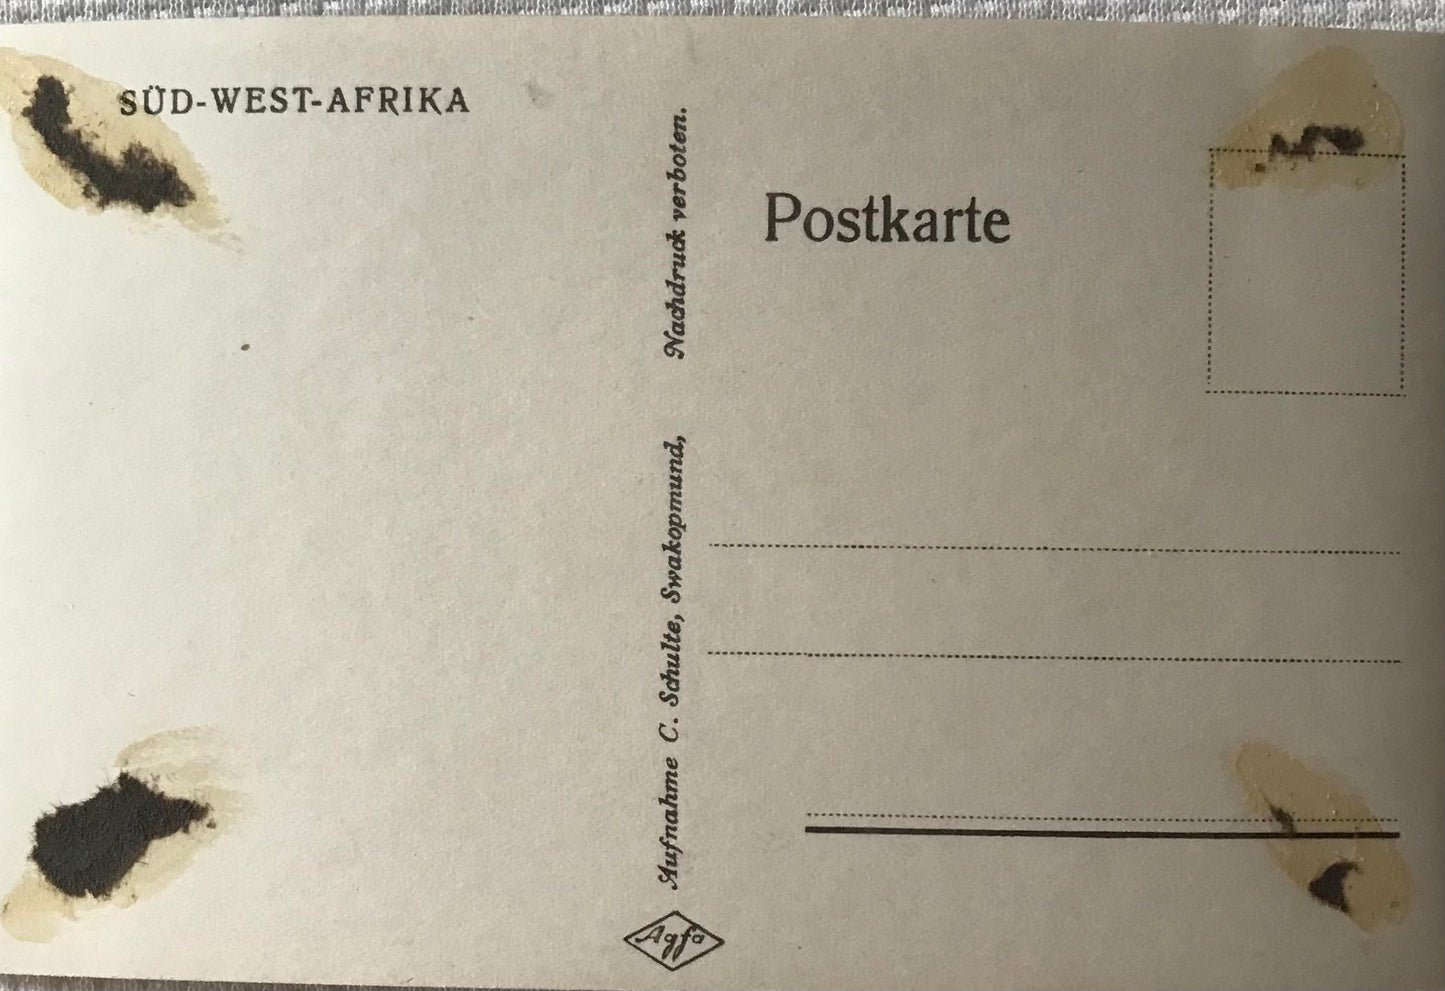 SÜD-WEST-AFRIKA
Aufnahme C. Schulte, Swakopmund, Nachdruck verboten.
Agfa
Postkarte